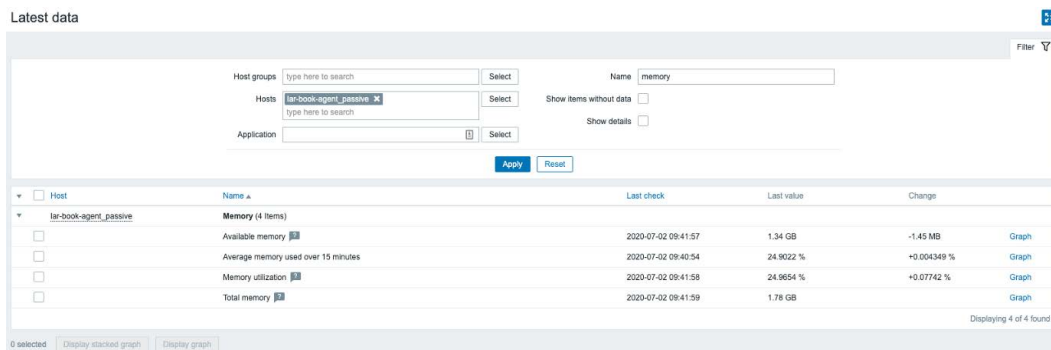 Latest data
Filter
Host groups type here to search Select Name memory
Hosts lar-book-agent_passive X Select Show items without data
type here to search
Show details
Application Select
Apply Reset
Host Name Last check Last value Change
lar-book-agent_passive Memory (4 Items)
Available memory ? 2020-07-02 09:41:57 1.34 GB -1.45 MB Graph
Average memory used over 15 minutes 2020-07-02 09:40:54 24.9022 % +0.004349 % Graph
Memory utilization ? 2020-07-02 09:41:58 24.9654 % +0.07742 % Graph
Total memory ? 2020-07-02 09:41:59 1.78 GB Graph
Displaying 4 of 4 found
0 selected Display stacked graph Display graph